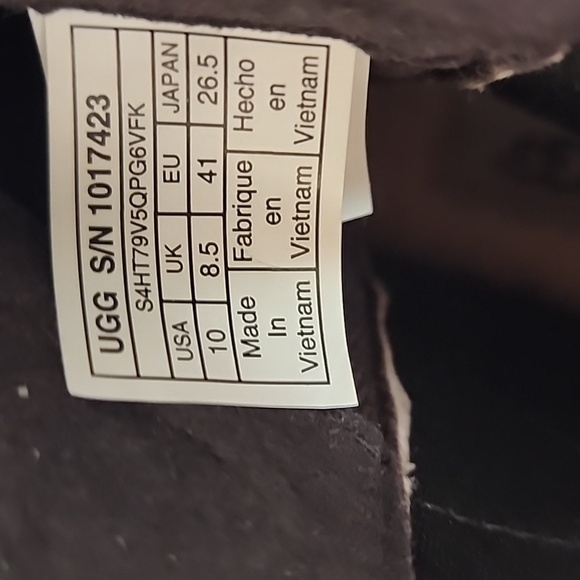 UGG S/N 1017423
S4HT79V5QPG6VFK
USA UK EU JAPAN
10 8.5 41 26.5
Made Fabrique Hecho
In en en
Vietnam Vietnam Vietnam